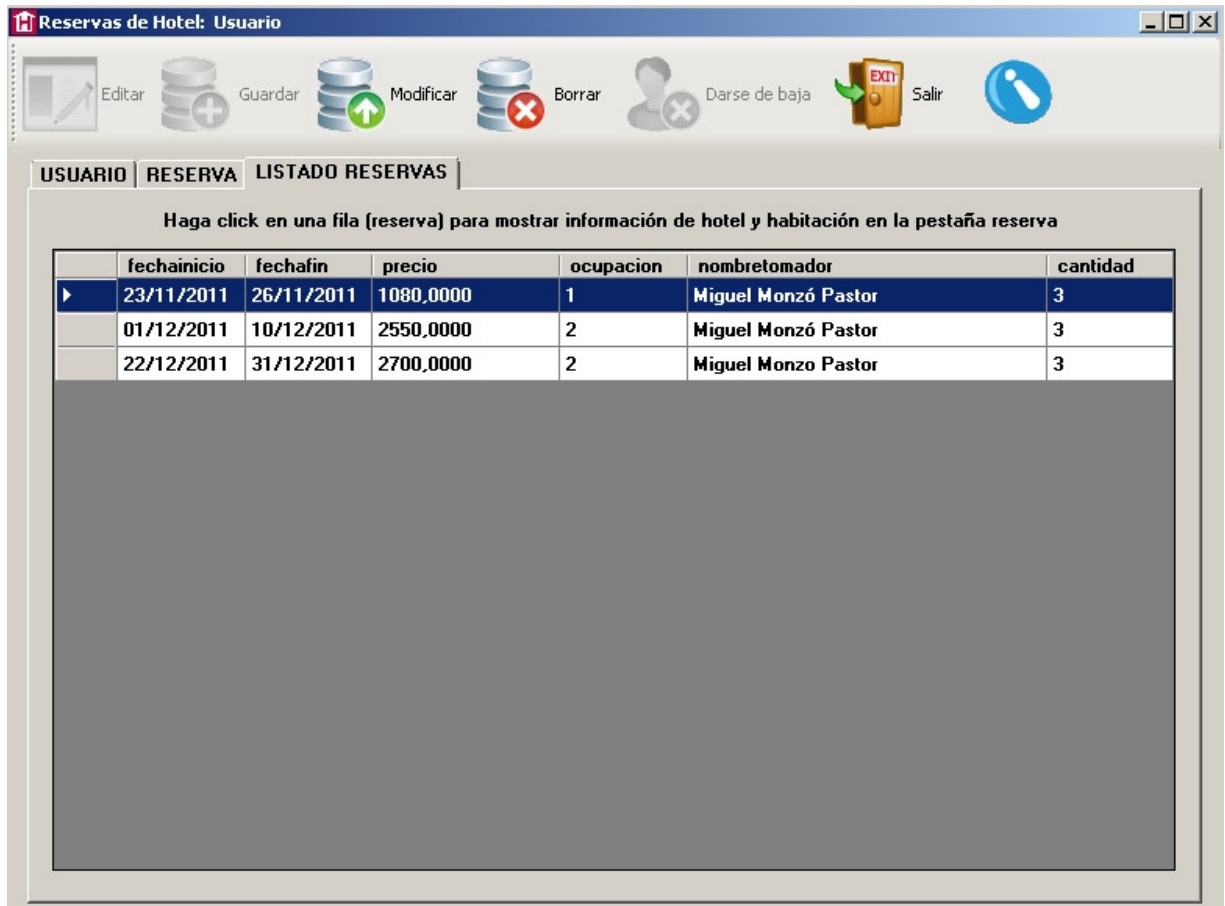 Reservas de Hotel: Usuario
Editar Guardar Modificar Borrar Darse de baja EXIT Salir
USUARIO RESERVA LISTADO RESERVAS
Haga click en una fila (reserva) para mostrar información de hotel y habitación en la pestaña reserva
fechainicio fechafin precio ocupacion nombretomador cantidad
23/11/2011 26/11/2011 1080,0000 1 Miguel Monzó Pastor 3
01/12/2011 10/12/2011 2550,0000 2 Miguel Monzó Pastor 3
22/12/2011 31/12/2011 2700,0000 2 Miguel Monzo Pastor 3